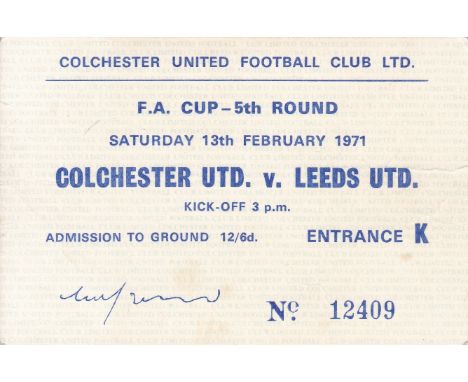 COLCHESTER UNITED FOOTBALL CLUB LTD.
F.A. CUP – 5th ROUND
SATURDAY 13th FEBRUARY 1971
COLCHESTER UTD. v. LEEDS UTD.
KICK-OFF 3 p.m.
ADMISSION TO GROUND 12/6d. ENTRANCE K
No. 12409